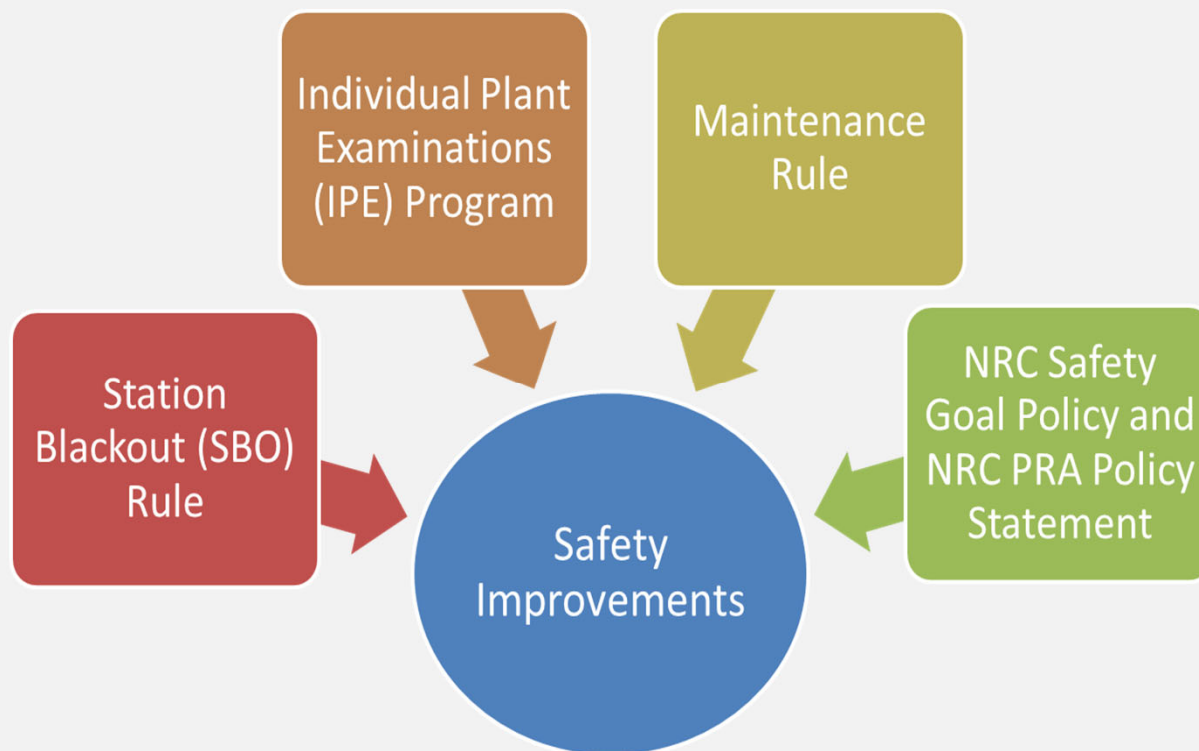 Individual Plant
Examinations
(IPE) Program
Maintenance
Rule
Station
Blackout (SBO)
Rule
NRC Safety
Goal Policy and
NRC PRA Policy
Statement
Safety
Improvements